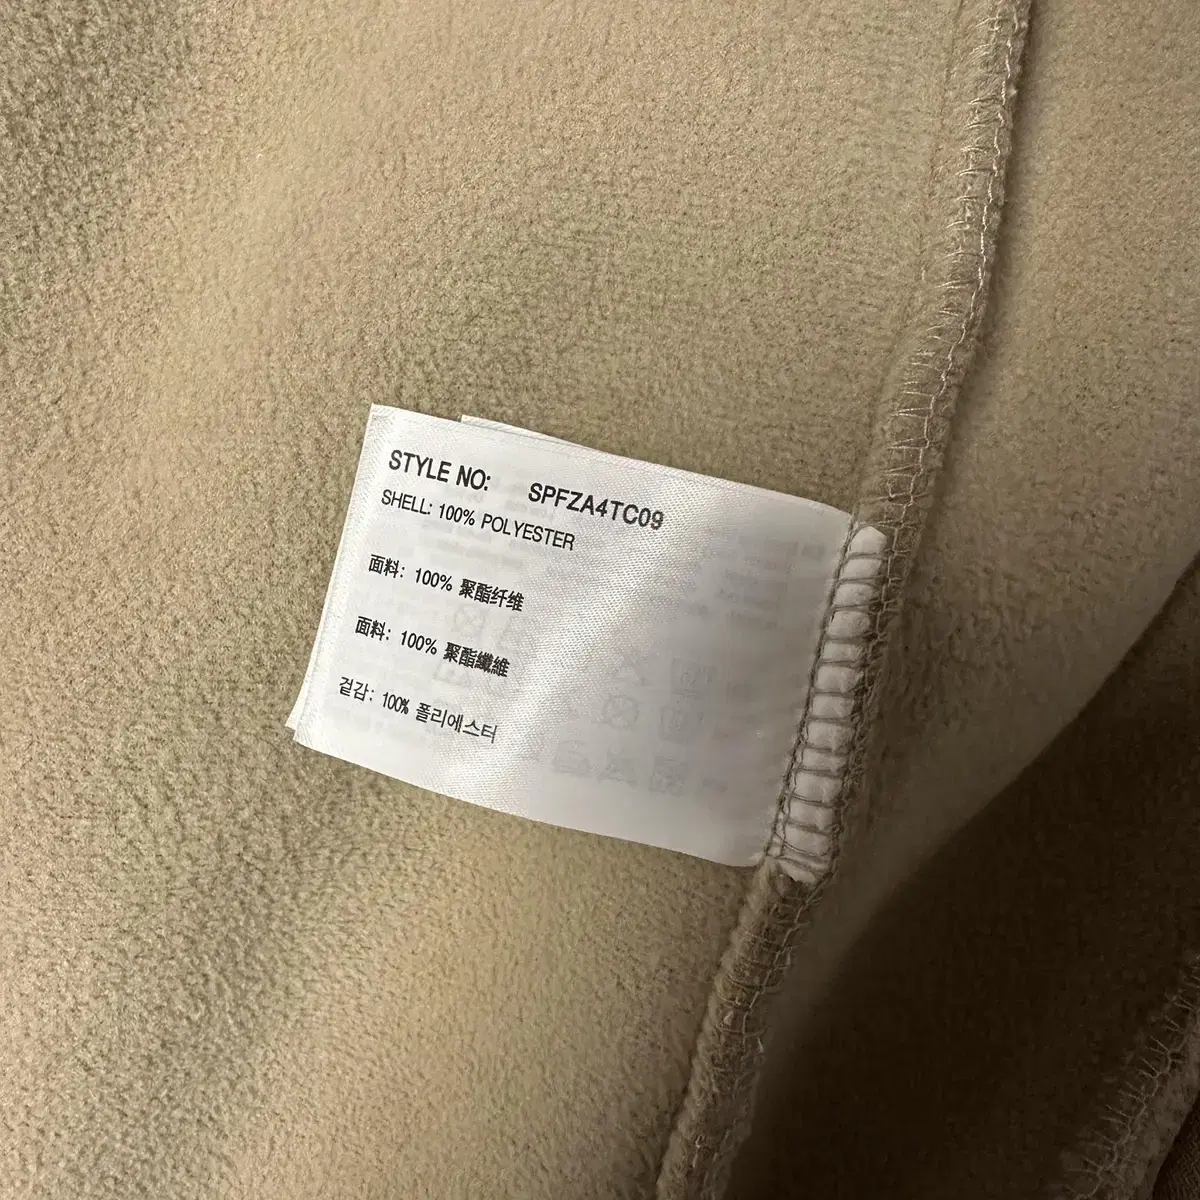 STYLE NO: SPFZA4TC09
SHELL: 100% POLYESTER
面料: 100% 聚酯纤维
面料: 100% 聚酯纖維
겉감: 100% 폴리에스터